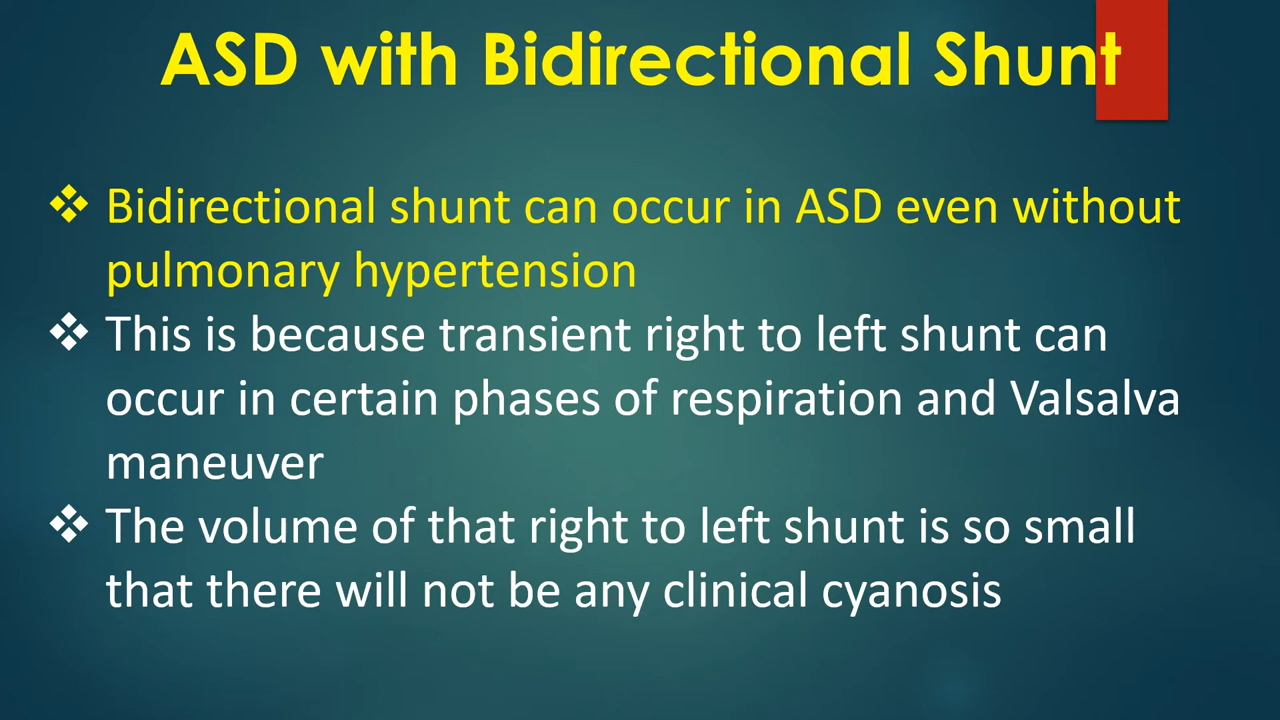 ASD with Bidirectional Shunt
❖ Bidirectional shunt can occur in ASD even without
pulmonary hypertension
❖ This is because transient right to left shunt can
occur in certain phases of respiration and Valsalva
maneuver
❖ The volume of that right to left shunt is so small
that there will not be any clinical cyanosis